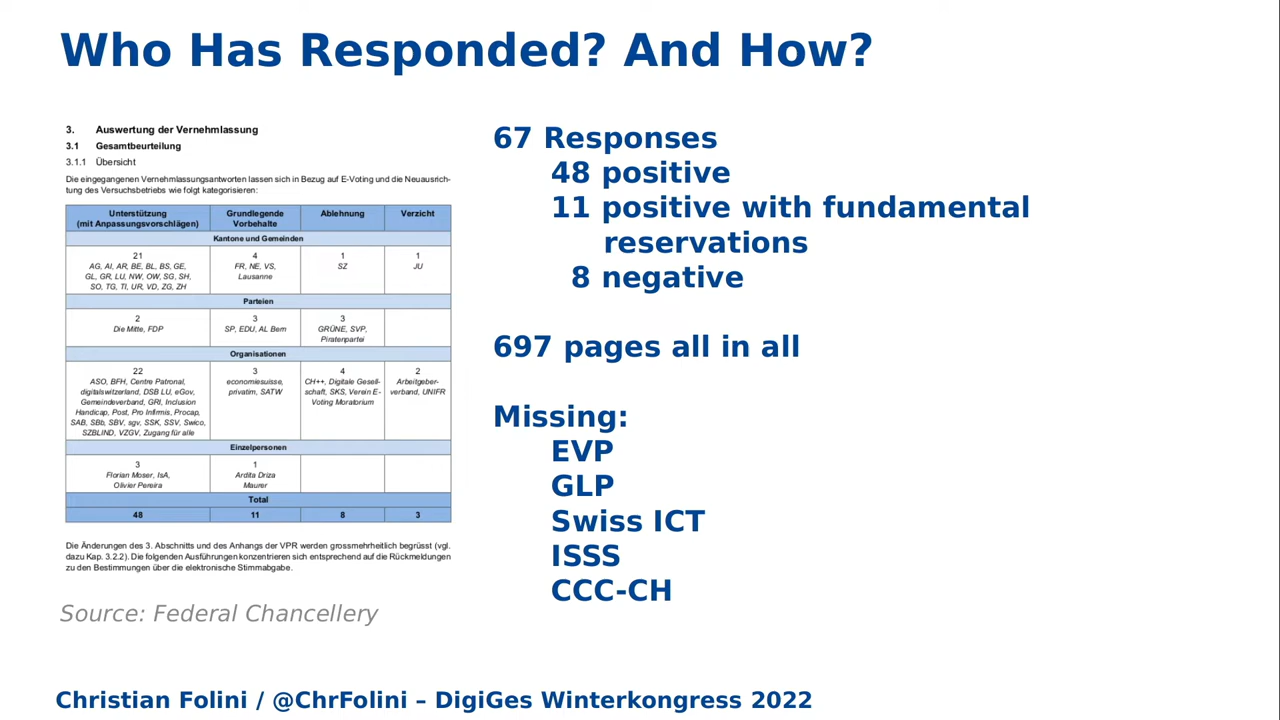 Who Has Responded? And How?
3. Auswertung der Vernehmlassung
3.1 Gesamtbeurteilung
3.1.1 Übersicht
Die eingegangenen Vernehmlassungsantworten lassen sich in Bezug auf E-Voting und die Neuausrich-
tung des Versuchsbetriebs wie folgt kategorisieren:
Unterstützung (mit Anpassungsvorschlägen) Grundlegende Vorbehalte Ablehnung Verzicht
Kantone und Gemeinden
21 4 1 1
AG, AI, AR, BE, BL, BS, GE, FR, NE, VS, SZ JU
GL, GR, LU, NW, OW, SG, SH, Lausanne
SO, TG, TI, UR, VD, ZG, ZH
Parteien
2 3 3
Die Mitte, FDP SP, EDU, AL Bern GRÜNE, SVP,
Piratenpartei
Organisationen
22 3 4 2
ASO, BFH, Centre Patronal, economiesuisse, CH++, Digitale Gesell- Arbeitgeber-
digitalswitzerland, DSB LU, eGov, privatim, SATW schaft, SKS, Verein E- verband, UNIFR
Gemeindeverband, GRI, Inclusion Voting Moratorium
Handicap, Post, Pro Infirmis, Procap,
SAB, SBb, SBV, sgv, SSK, SSV, Swico,
SZBLIND, VZGV, Zugang für alle
Einzelpersonen
3 1
Florian Moser, IsA, Ardita Driza
Olivier Pereira Maurer
Total
48 11 8 3
Die Änderungen des 3. Abschnitts und des Anhangs der VPR werden grossmehrheitlich begrüsst (vgl.
dazu Kap. 3.2.2). Die folgenden Ausführungen konzentrieren sich entsprechend auf die Rückmeldungen
zu den Bestimmungen über die elektronische Stimmabgabe.
Source: Federal Chancellery
67 Responses
48 positive
11 positive with fundamental
reservations
8 negative
697 pages all in all
Missing:
EVP
GLP
Swiss ICT
ISSS
CCC-CH
Christian Folini / @ChrFolini – DigiGes Winterkongress 2022